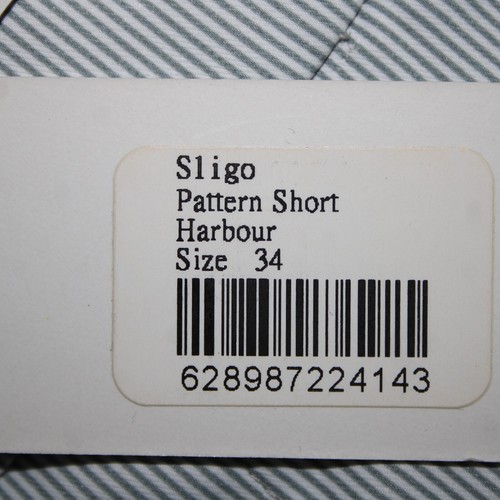 Sligo
Pattern Short
Harbour
Size 34
628987224143